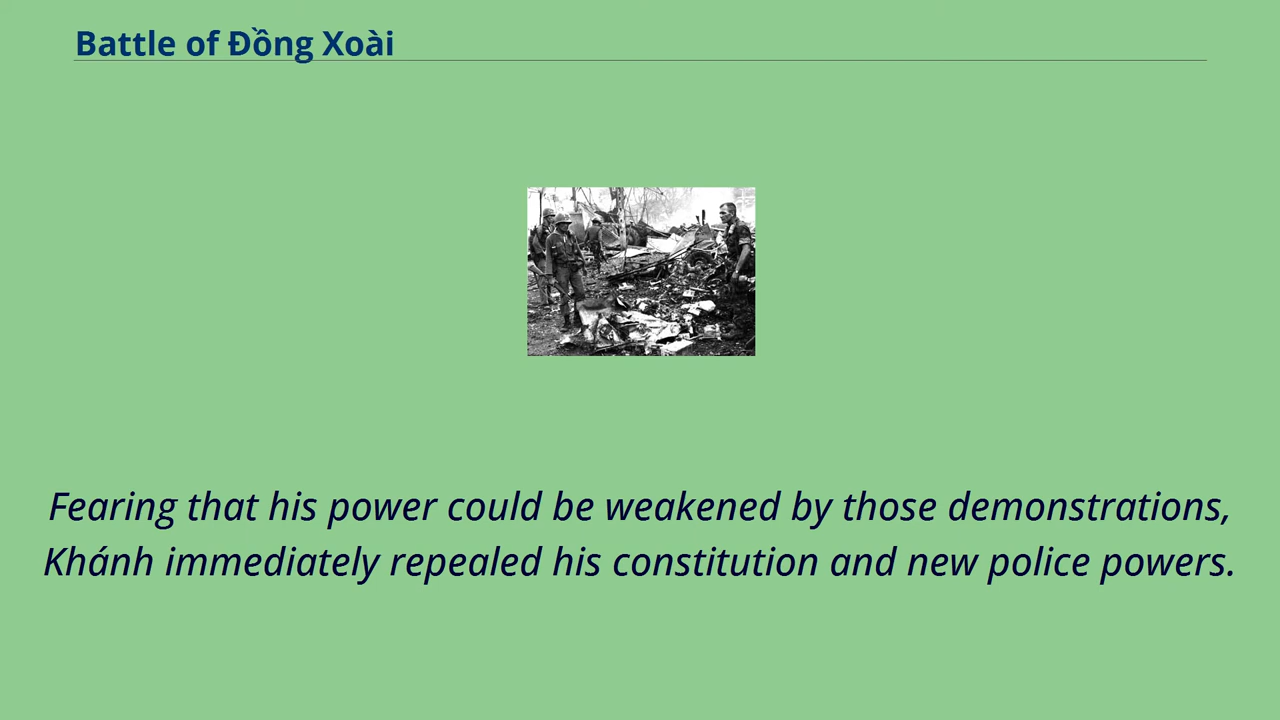 Battle of Đồng Xoài
Fearing that his power could be weakened by those demonstrations,
Khánh immediately repealed his constitution and new police powers.